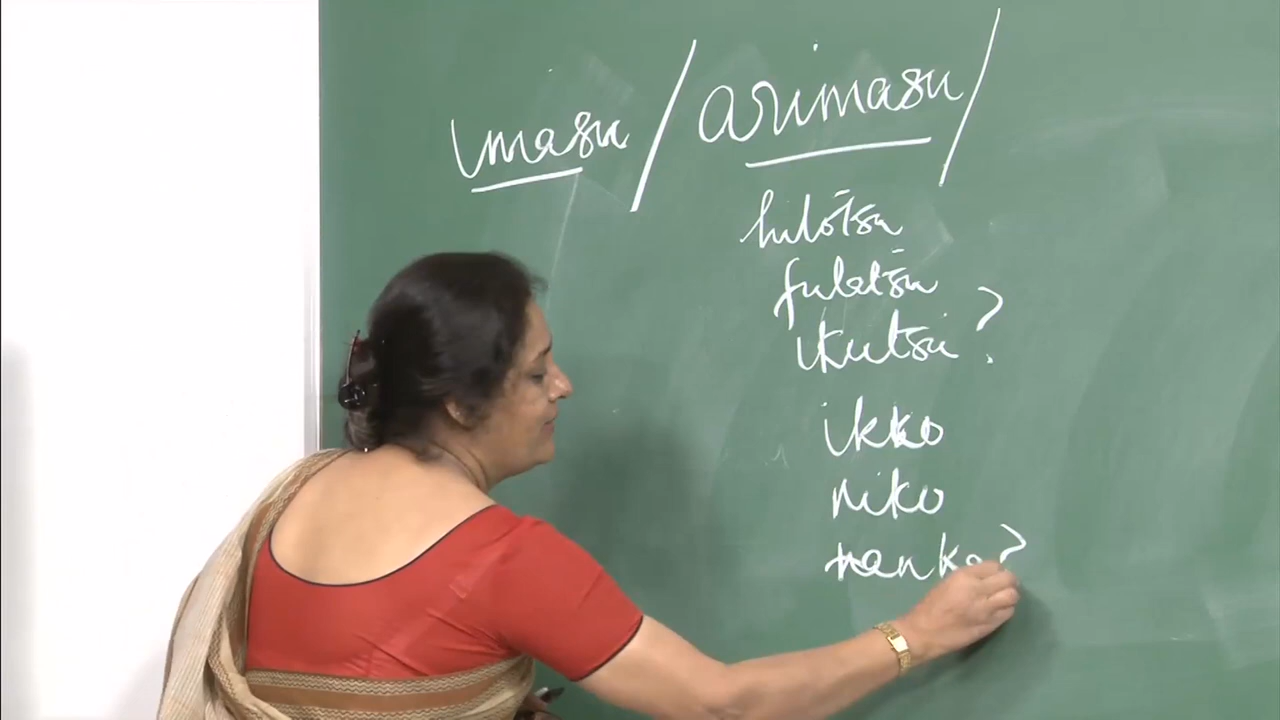 imasu / arimasu /
hitotsu
futatsu
ikutsu ?
ikko
niko
nanko ?